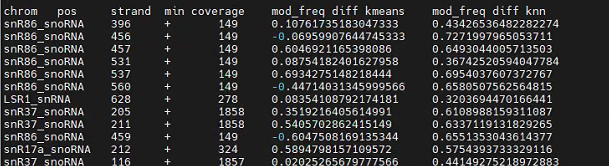 chrom pos strand min coverage mod_freq diff kmeans mod_freq diff knn
snR86_snoRNA 396 + 149 0.10761735183047333 0.43426536482282274
snR86_snoRNA 456 + 149 -0.06959907644745333 0.7271997965053711
snR86_snoRNA 457 + 149 0.6046921165398086 0.6493044005713503
snR86_snoRNA 531 + 149 0.08754182401627958 0.36742520594047784
snR86_snoRNA 537 + 149 0.6934275148218444 0.6954037607372767
snR86_snoRNA 560 + 149 -0.44714031345999566 0.6580507562564815
LSR1_snRNA 628 + 278 0.08354108792174181 0.3203694470166441
snR37_snoRNA 205 + 1858 0.3519216405614991 0.6108988159311087
snR37_snoRNA 211 + 1858 0.5405702862415149 0.6337119131829265
snR86_snoRNA 459 + 149 -0.6047508169135344 0.6551353043614377
snR17a_snoRNA 212 + 324 0.5894798157109572 0.5754393733329116
snR37_snoRNA 116 + 1857 0.02025265679777566 0.44149275218972883